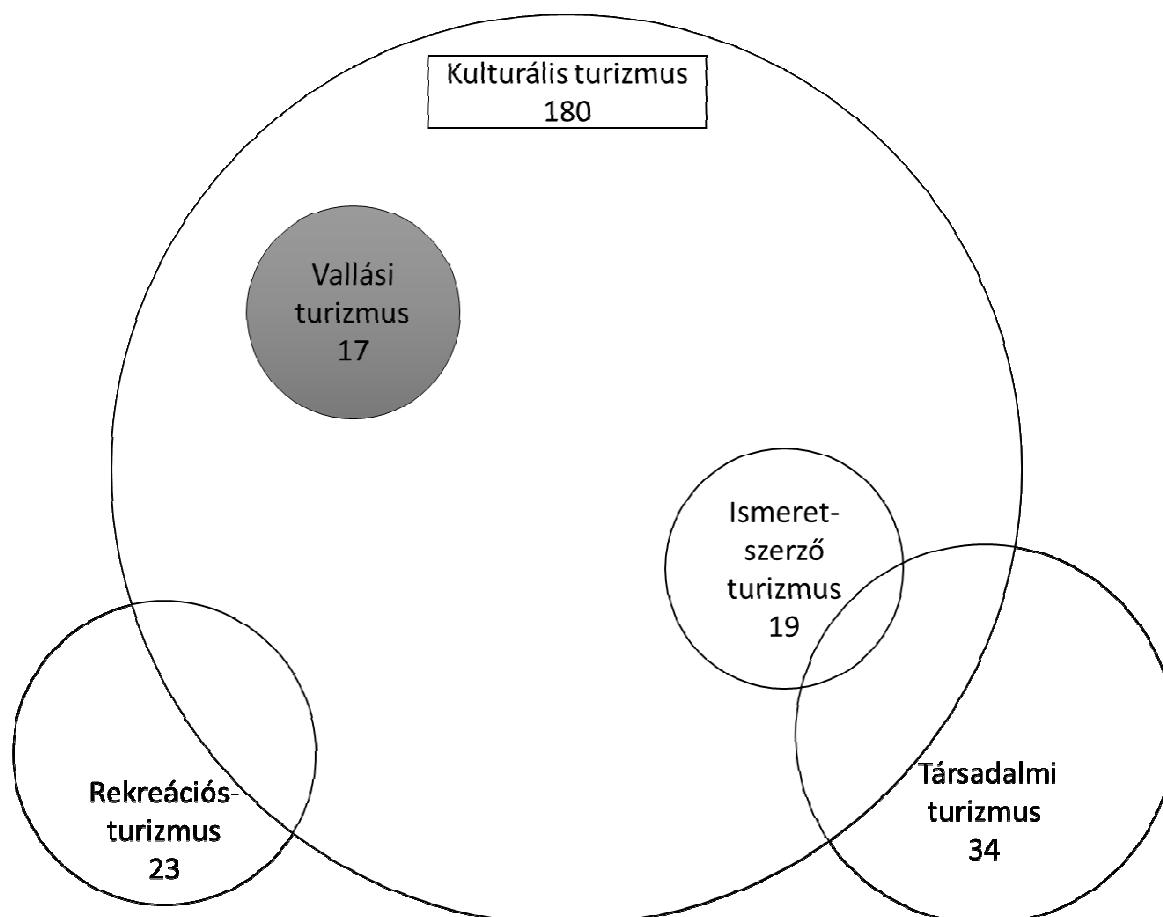 Kulturális turizmus
180
Vallási
turizmus
17
Ismeret-
szerző
turizmus
19
Rekreációs-
turizmus
23
Társadalmi
turizmus
34